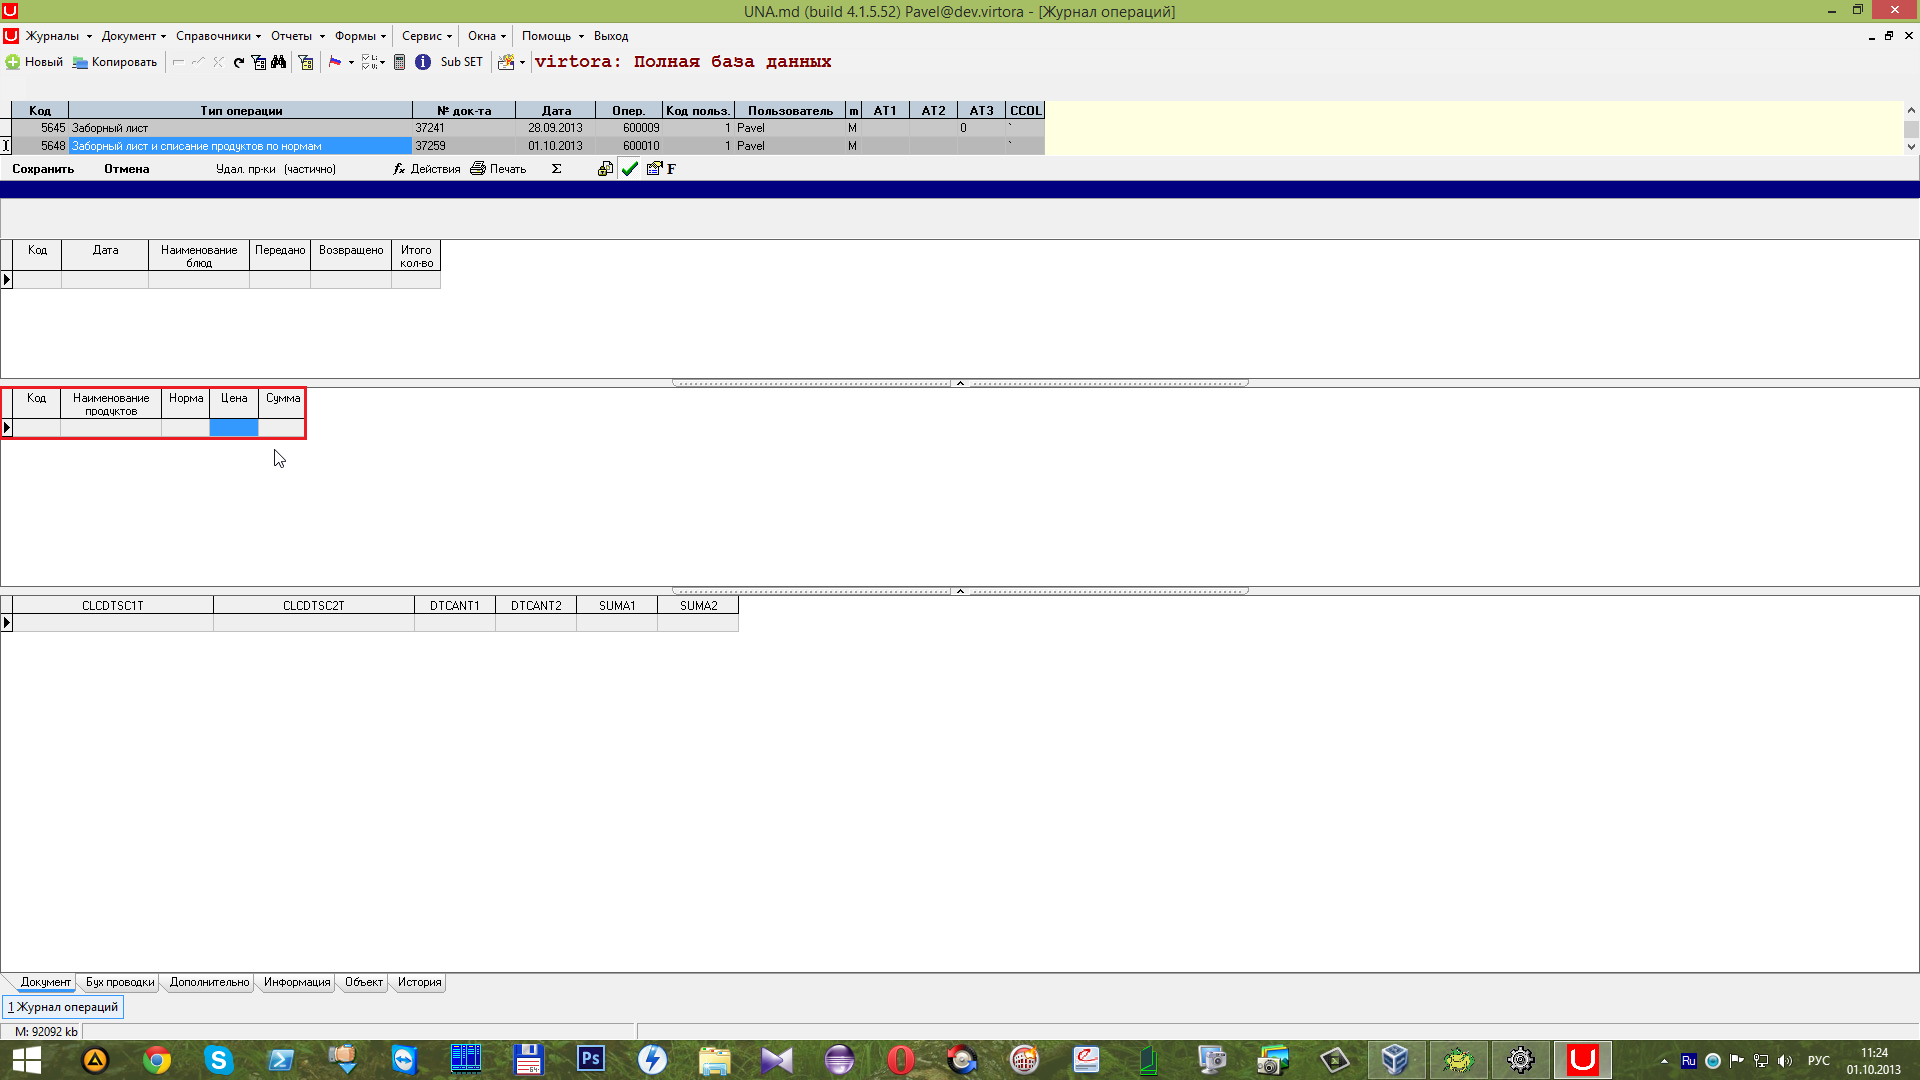 UNA.md (build 4.1.5.52) Pavel@dev.virtora - [Журнал операций]
Журналы Документ Справочники Отчеты Формы Сервис Окна Помощь Выход
Новый Копировать Sub SET virtora: Полная база данных
Код Тип операции № док-та Дата Опер. Код польз. Пользователь m AT1 AT2 AT3 CCOL
5645 Заборный лист 37241 28.09.2013 600009 1 Pavel M 0 `
5648 Заборный лист и списание продуктов по нормам 37259 01.10.2013 600010 1 Pavel M `
Сохранить Отмена Удал. пр-ки (частично) fx Действия Печать Σ F
Код Дата Наименование блюд Передано Возвращено Итого кол-во
Код Наименование продуктов Норма Цена Сумма
CLCDTSC1T CLCDTSC2T DTCANT1 DTCANT2 SUMA1 SUMA2
Документ Бух проводки Дополнительно Информация Объект История
1 Журнал операций
M: 92092 kb
Ps Ru РУС 11:24
01.10.2013